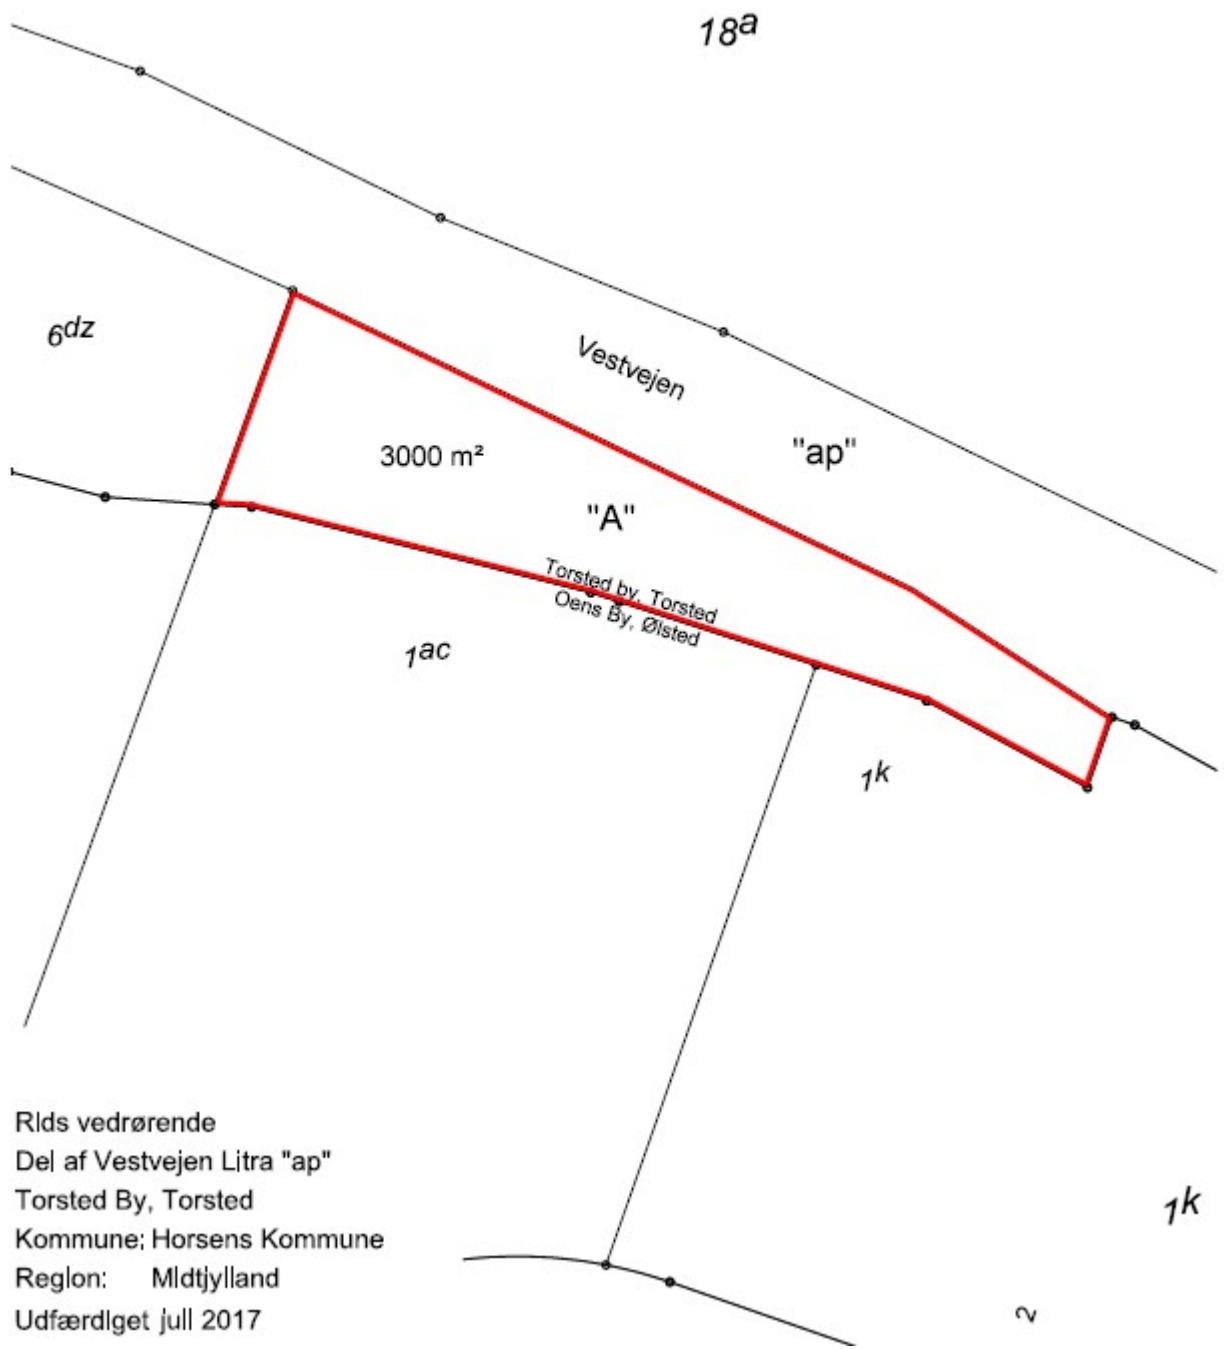 18a
6dz
Vestvejen
"ap"
3000 m²
"A"
Torsted by, Torsted
Oens By, Ølsted
1ac
1k
Rids vedrørende
Del af Vestvejen Litra "ap"
Torsted By, Torsted
Kommune: Horsens Kommune
Region: Midtjylland
Udfærdiget juli 2017
1k
2